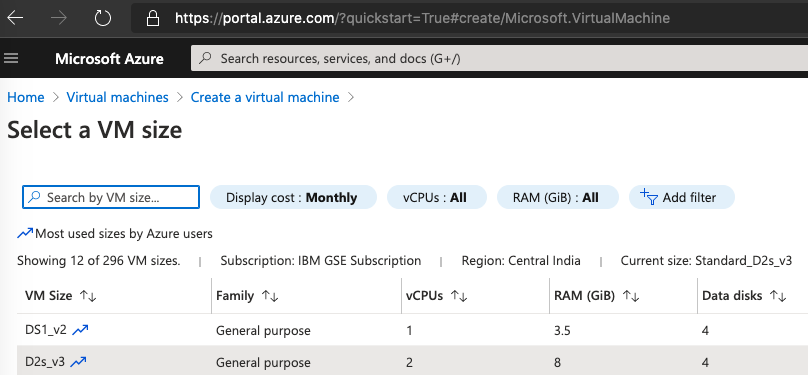 https://portal.azure.com/?quickstart=True#create/Microsoft.VirtualMachine
Microsoft Azure Search resources, services, and docs (G+/)
Home > Virtual machines > Create a virtual machine >
Select a VM size
Search by VM size... Display cost : Monthly vCPUs : All RAM (GiB) : All Add filter
Most used sizes by Azure users
Showing 12 of 296 VM sizes. | Subscription: IBM GSE Subscription | Region: Central India | Current size: Standard_D2s_v3
VM Size ↑↓ Family ↑↓ vCPUs ↑↓ RAM (GiB) ↑↓ Data disks ↑↓
DS1_v2 General purpose 1 3.5 4
D2s_v3 General purpose 2 8 4